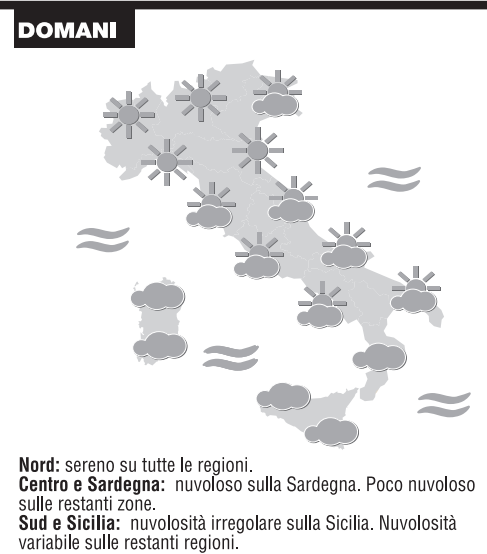 DOMANI
Nord: sereno su tutte le regioni.
Centro e Sardegna: nuvoloso sulla Sardegna. Poco nuvoloso
sulle restanti zone.
Sud e Sicilia: nuvolosità irregolare sulla Sicilia. Nuvolosità
variabile sulle restanti regioni.